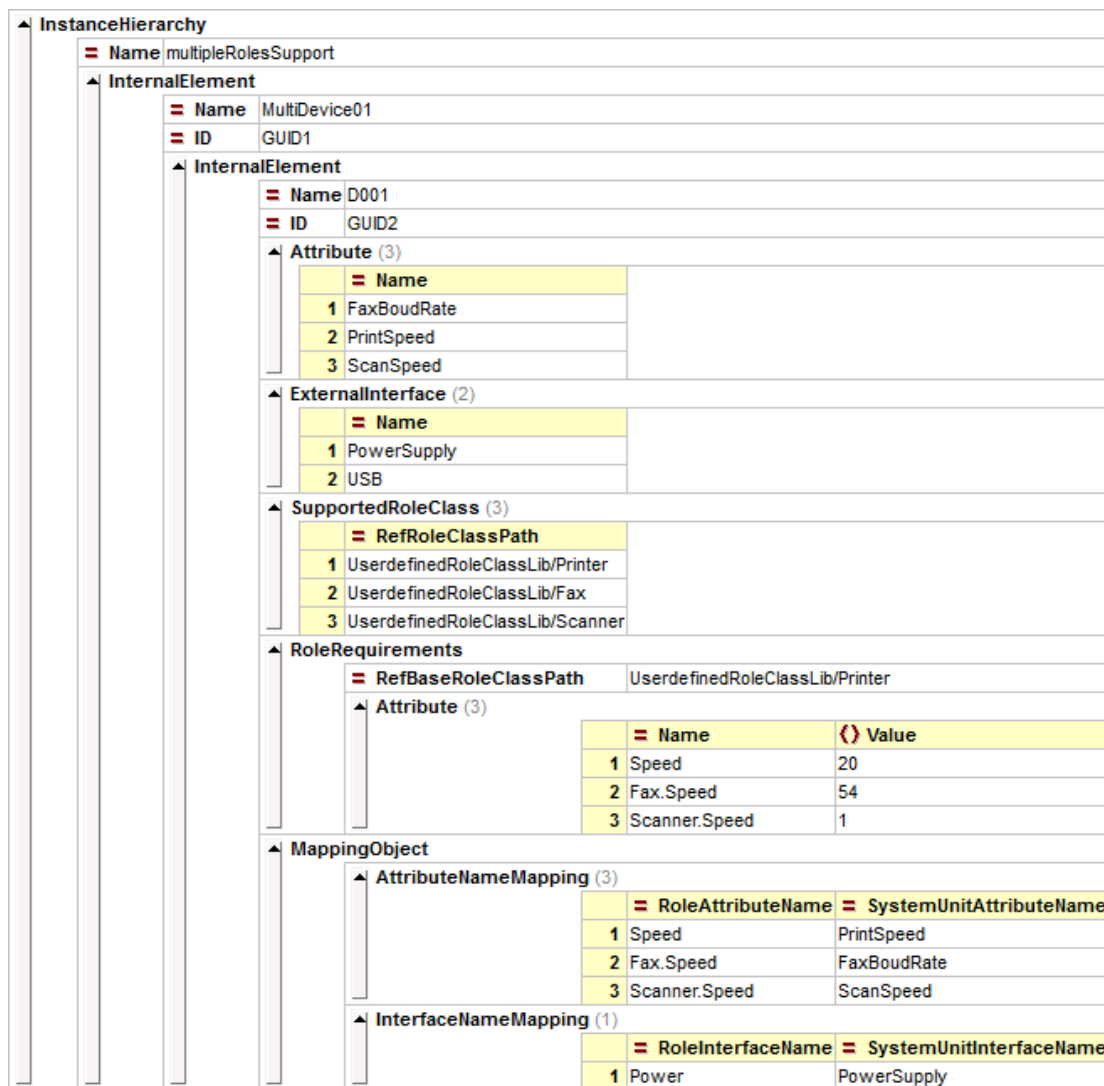 InstanceHierarchy
= Name multipleRolesSupport
InternalElement
= Name MultiDevice01
= ID GUID1
InternalElement
= Name D001
= ID GUID2
Attribute (3)
= Name
1 FaxBoudRate
2 PrintSpeed
3 ScanSpeed
ExternalInterface (2)
= Name
1 PowerSupply
2 USB
SupportedRoleClass (3)
= RefRoleClassPath
1 UserdefinedRoleClassLib/Printer
2 UserdefinedRoleClassLib/Fax
3 UserdefinedRoleClassLib/Scanner
RoleRequirements
= RefBaseRoleClassPath UserdefinedRoleClassLib/Printer
Attribute (3)
= Name {} Value
1 Speed 20
2 Fax.Speed 54
3 Scanner.Speed 1
MappingObject
AttributeNameMapping (3)
= RoleAttributeName = SystemUnitAttributeName
1 Speed PrintSpeed
2 Fax.Speed FaxBoudRate
3 Scanner.Speed ScanSpeed
InterfaceNameMapping (1)
= RoleInterfaceName = SystemUnitInterfaceName
1 Power PowerSupply